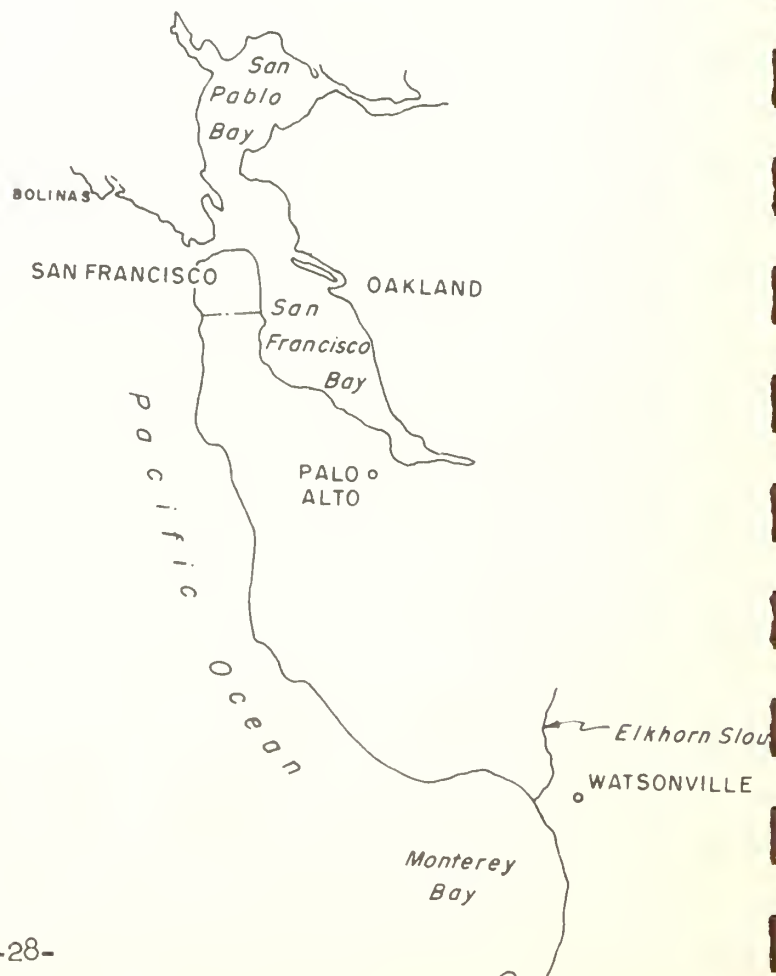 San
Pablo
Bay
BOLINAS
SAN FRANCISCO
OAKLAND
San
Francisco
Bay
PALO
ALTO
Pacific Ocean
Elkhorn Slou
WATSONVILLE
Monterey
Bay
-28-